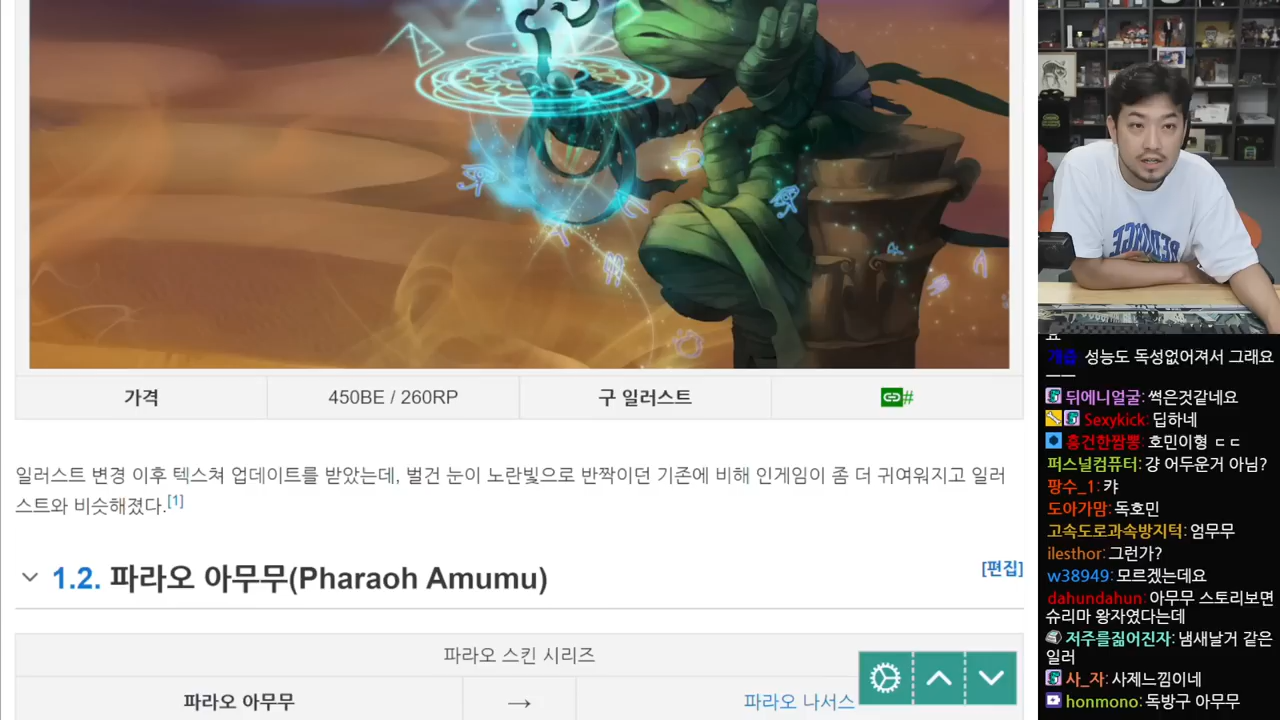 가격
450BE / 260RP
구 일러스트
#
일러스트 변경 이후 텍스쳐 업데이트를 받았는데, 벌건 눈이 노란빛으로 반짝이던 기존에 비해 인게임이 좀 더 귀여워지고 일러
스트와 비슷해졌다.[1]
1.2. 파라오 아무무(Pharaoh Amumu)
[편집]
파라오 스킨 시리즈
파라오 아무무
→
파라오 나서스
요
성능도 독성없어져서 그래요
ㅡㅡ
뒤에니얼굴: 썩은것같네요
Sexykick: 딥하네
흥건한짬뽕: 호민이형 ㄷㄷ
퍼스널컴퓨터: 걍 어두운거 아님?
팡수_1: 캬
도아가맘: 독호민
고속도로과속방지턱: 엄무무
ilesthor: 그런가?
w38949: 모르겠는데요
dahundahun: 아무무 스토리보면
슈리마 왕자였다는데
저주를짊어진자: 냄새날거 같은
일러
사_자: 사제느낌이네
honmono: 독방구 아무무